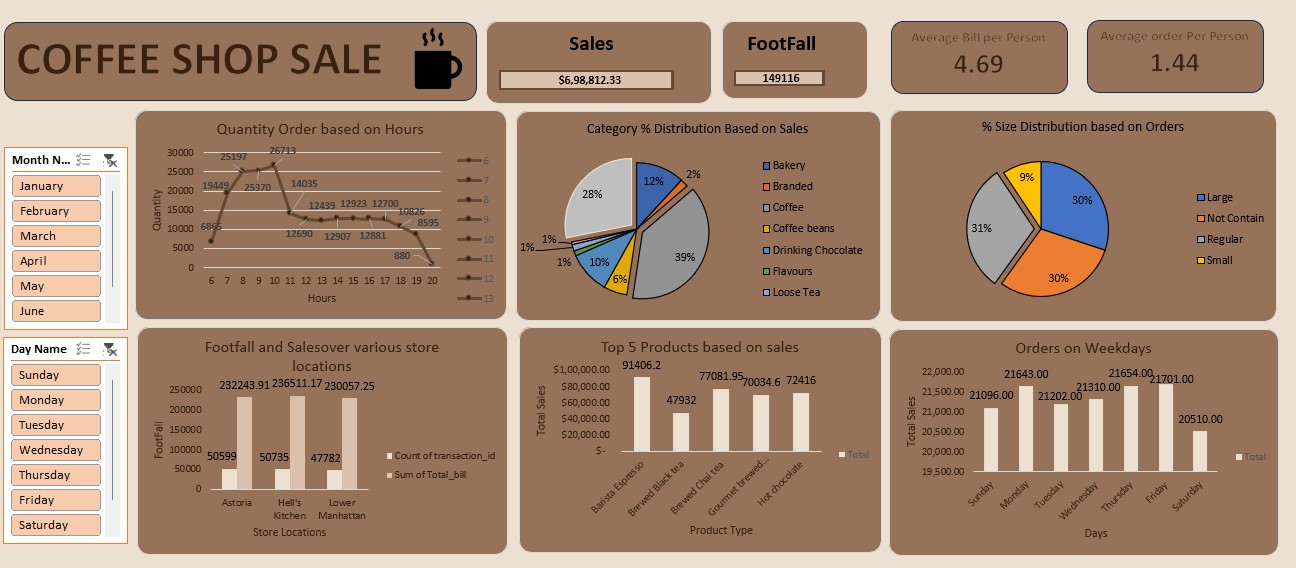 COFFEE SHOP SALE
Sales
$6,98,812.33
FootFall
149116
Average Bill per Person
4.69
Average order Per Person
1.44
Month N...
January
February
March
April
May
June
Day Name
Sunday
Monday
Tuesday
Wednesday
Thursday
Friday
Saturday
Quantity Order based on Hours
Quantity
30000
25000
20000
15000
10000
5000
0
6865
19449
25197
25370
26713
14035
12690
12439
12907
12923
12881
12700
10826
8595
880
6 7 8 9 10 11 12 13 14 15 16 17 18 19 20
Hours
6
7
8
9
10
11
12
13
Category % Distribution Based on Sales
12%
2%
39%
6%
10%
1%
1%
1%
28%
Bakery
Branded
Coffee
Coffee beans
Drinking Chocolate
Flavours
Loose Tea
% Size Distribution based on Orders
30%
30%
31%
9%
Large
Not Contain
Regular
Small
Footfall and Salesover various store
locations
FootFall
250000
200000
150000
100000
50000
0
232243.91
236511.17
230057.25
50599
50735
47782
Astoria
Hell's
Kitchen
Lower
Manhattan
Store Locations
Count of transaction_id
Sum of Total_bill
Top 5 Products based on sales
Total Sales
$1,00,000.00
$80,000.00
$60,000.00
$40,000.00
$20,000.00
$-
91406.2
47932
77081.95
70034.6
72416
Barista Espresso
Brewed Black tea
Brewed Chai tea
Gourmet brewed...
Hot chocolate
Product Type
Total
Orders on Weekdays
Total Sales
22,000.00
21,500.00
21,000.00
20,500.00
20,000.00
19,500.00
21096.00
21643.00
21202.00
21310.00
21654.00
21701.00
20510.00
Sunday
Monday
Tuesday
Wednesday
Thursday
Friday
Saturday
Days
Total